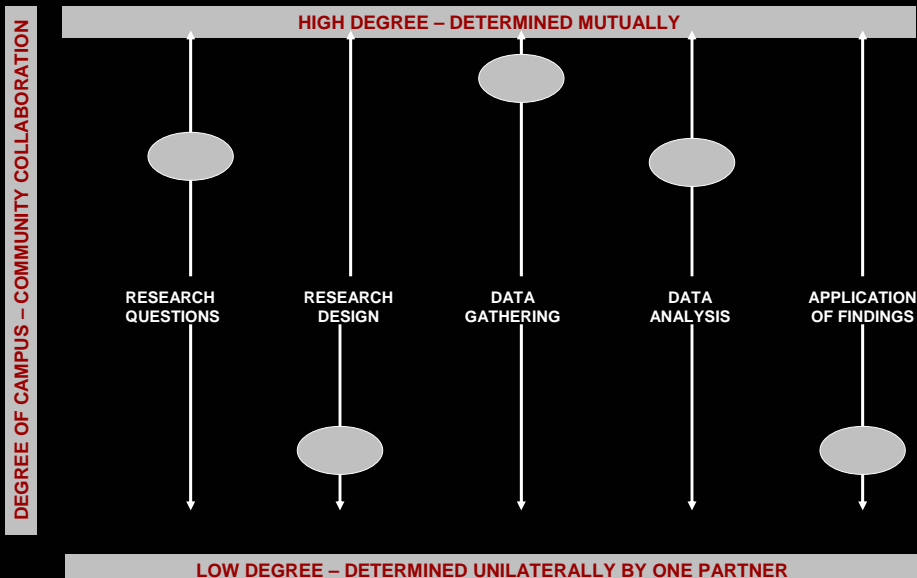 HIGH DEGREE – DETERMINED MUTUALLY
DEGREE OF CAMPUS – COMMUNITY COLLABORATION
RESEARCH
QUESTIONS
RESEARCH
DESIGN
DATA
GATHERING
DATA
ANALYSIS
APPLICATION
OF FINDINGS
LOW DEGREE – DETERMINED UNILATERALLY BY ONE PARTNER